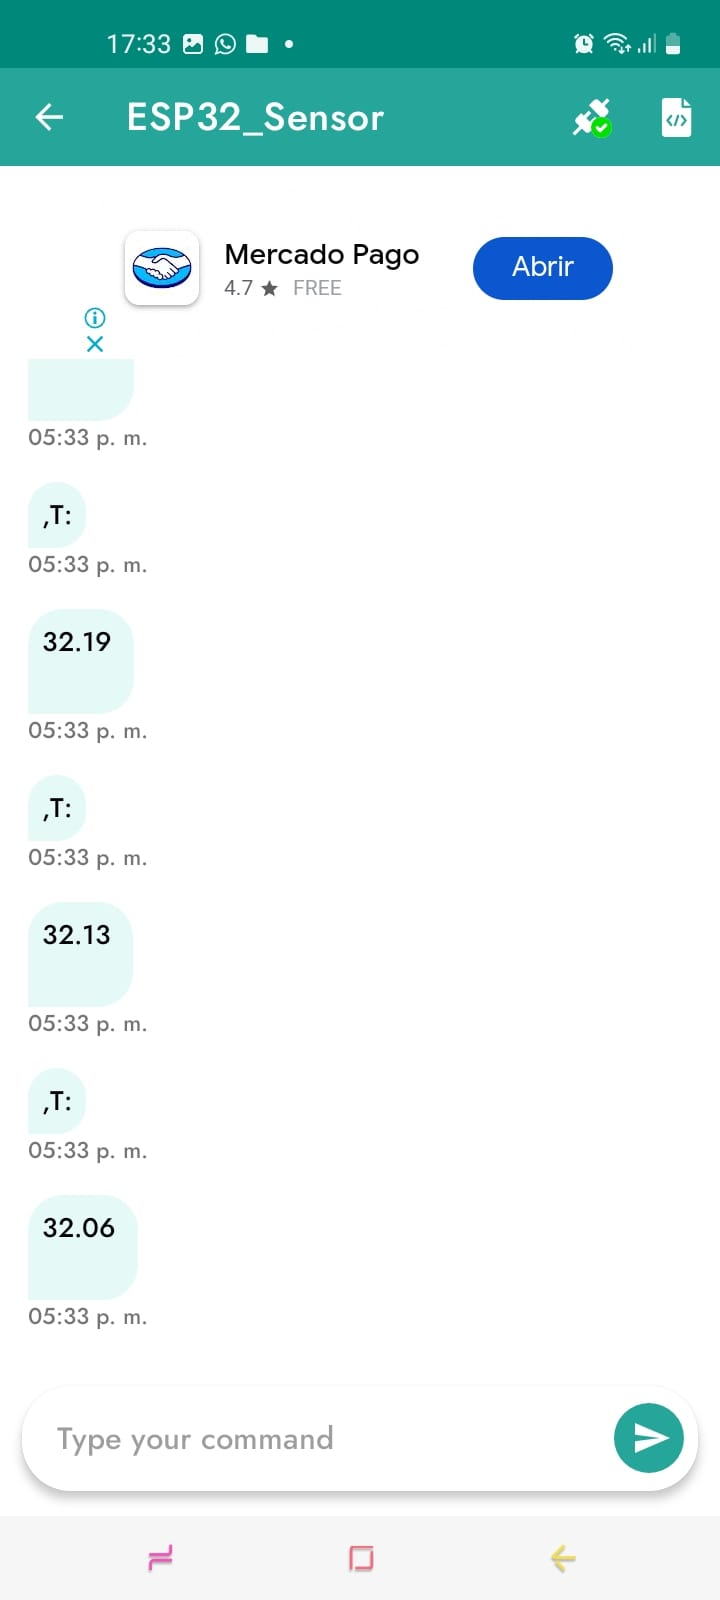 17:33
ESP32_Sensor
Mercado Pago
4.7 ★ FREE
Abrir
05:33 p. m.
,T:
05:33 p. m.
32.19
05:33 p. m.
,T:
05:33 p. m.
32.13
05:33 p. m.
,T:
05:33 p. m.
32.06
05:33 p. m.
Type your command